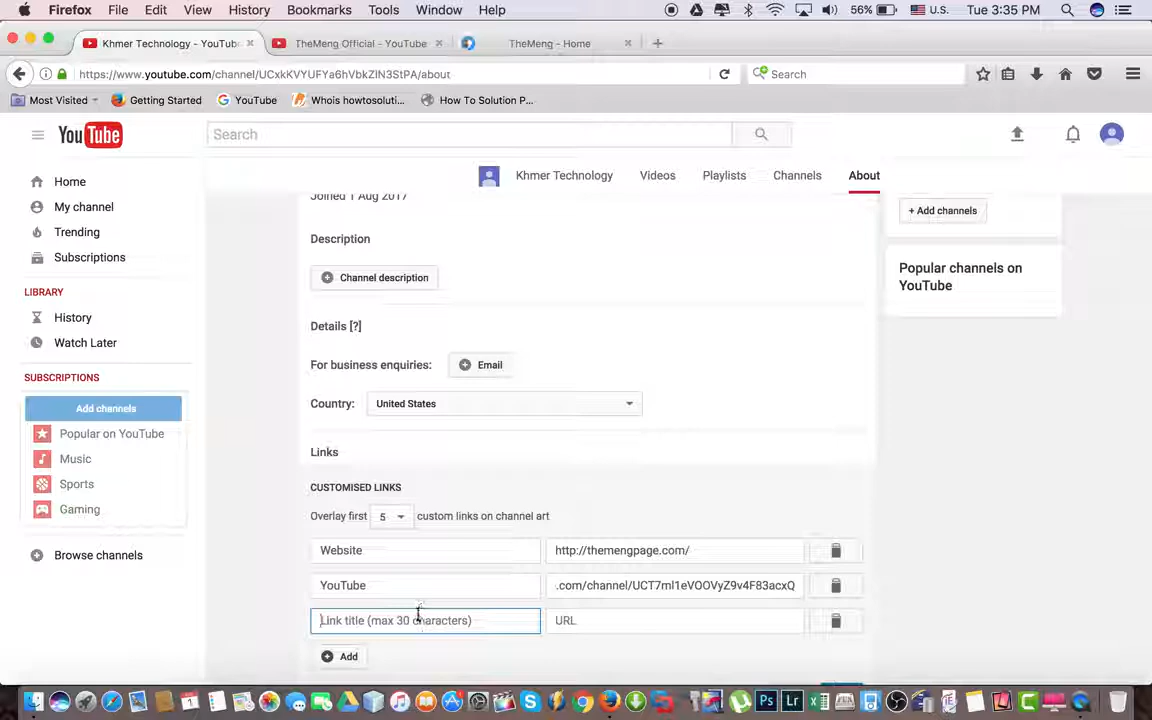 Firefox File Edit View History Bookmarks Tools Window Help 56% U.S. Tue 3:35 PM
Khmer Technology - YouTub TheMeng Official - YouTube TheMeng - Home
https://www.youtube.com/channel/UCxkKVYUFYa6hVbkZIN3StPA/about Search
Most Visited Getting Started YouTube Whois howtosoluti... How To Solution P...
YouTube Search
Khmer Technology Videos Playlists Channels About
Home
My channel
Trending
Subscriptions
LIBRARY
History
Watch Later
SUBSCRIPTIONS
Add channels
Popular on YouTube
Music
Sports
Gaming
Browse channels
Joined 1 Aug 2017
Description
Channel description
Details [?]
For business enquiries: Email
Country: United States
Links
CUSTOMISED LINKS
Overlay first 5 custom links on channel art
Website http://themengpage.com/
YouTube .com/channel/UCT7ml1eVOOVyZ9v4F83acxQ
Link title (max 30 characters) URL
Add
+ Add channels
Popular channels on
YouTube
Ps Lr